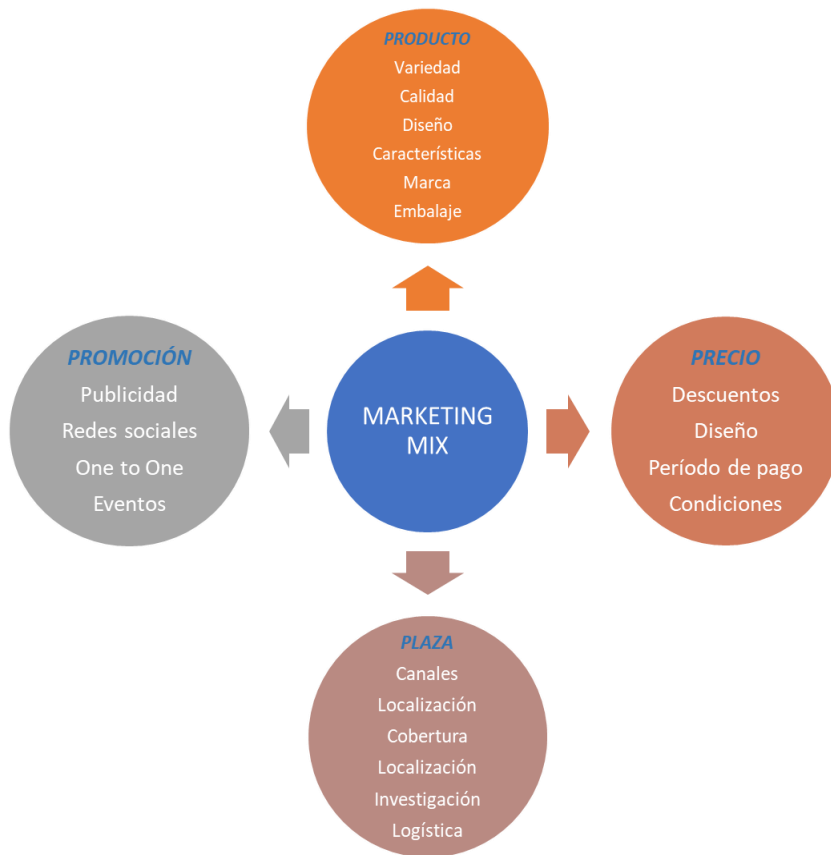 PRODUCTO
Variedad
Calidad
Diseño
Características
Marca
Embalaje
PROMOCIÓN
Publicidad
Redes sociales
One to One
Eventos
MARKETING
MIX
PRECIO
Descuentos
Diseño
Período de pago
Condiciones
PLAZA
Canales
Localización
Cobertura
Localización
Investigación
Logística